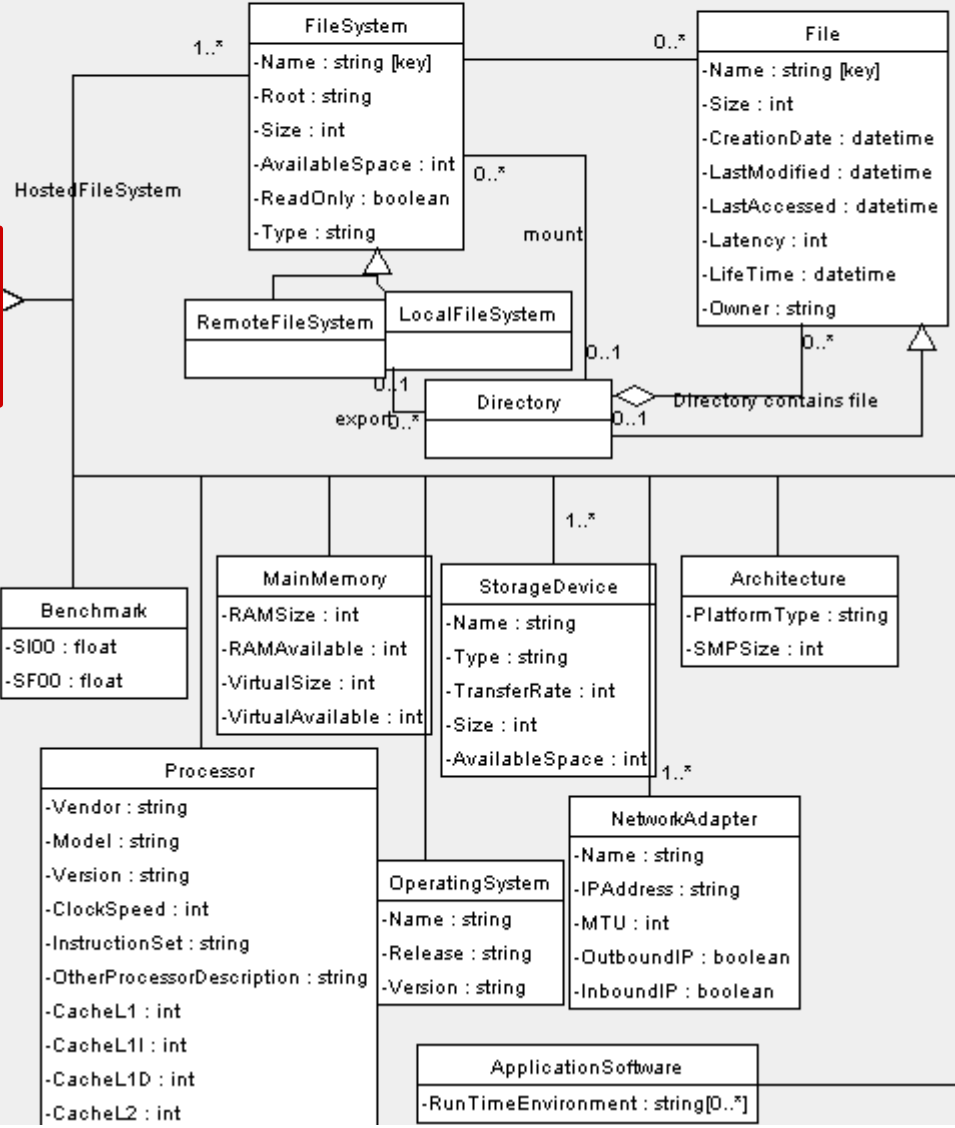 FileSystem
-Name : string [key]
-Root : string
-Size : int
-AvailableSpace : int
-ReadOnly : boolean
-Type : string
1..*
0..*
File
-Name : string [key]
-Size : int
-CreationDate : datetime
-LastModified : datetime
-LastAccessed : datetime
-Latency : int
-LifeTime : datetime
-Owner : string
HostedFileSystem
0..*
mount
RemoteFileSystem
LocalFileSystem
0..1
0..*
0..1
export
0..*
Directory
0..1
Directory contains file
1..*
Benchmark
-SI00 : float
-SF00 : float
MainMemory
-RAMSize : int
-RAMAvailable : int
-VirtualSize : int
-VirtualAvailable : int
StorageDevice
-Name : string
-Type : string
-TransferRate : int
-Size : int
-AvailableSpace : int
Architecture
-PlatformType : string
-SMPSize : int
1..*
Processor
-Vendor : string
-Model : string
-Version : string
-ClockSpeed : int
-InstructionSet : string
-OtherProcessorDescription : string
-CacheL1 : int
-CacheL1I : int
-CacheL1D : int
-CacheL2 : int
OperatingSystem
-Name : string
-Release : string
-Version : string
NetworkAdapter
-Name : string
-IPAddress : string
-MTU : int
-OutboundIP : boolean
-InboundIP : boolean
ApplicationSoftware
-RunTimeEnvironment : string[0..*]